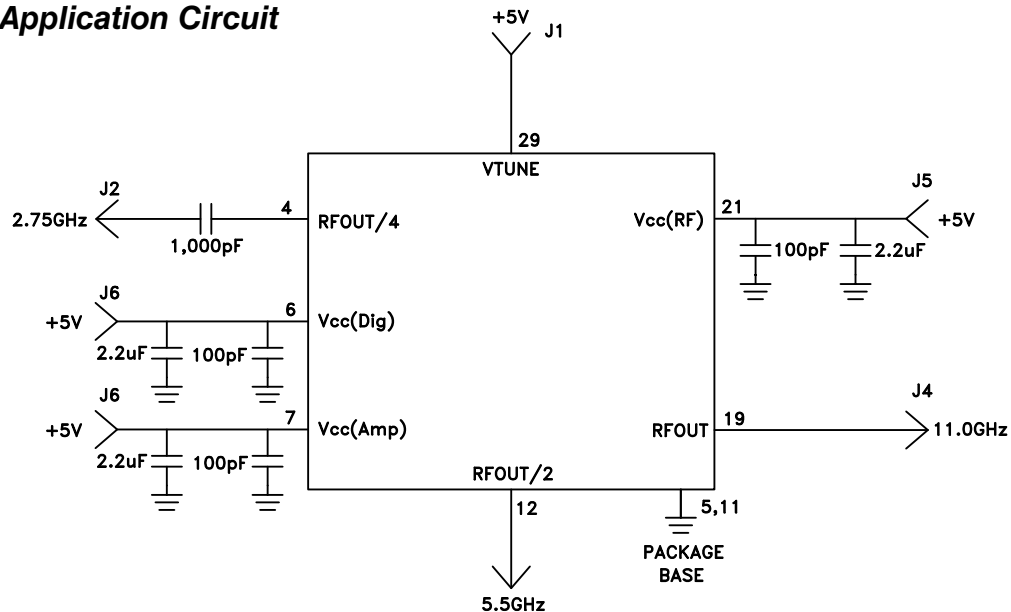 Application Circuit
+5V
J1
29
VTUNE
J2
2.75GHz
1,000pF
4
RFOUT/4
Vcc(RF)
21
J5
+5V
100pF
2.2uF
J6
+5V
2.2uF
100pF
6
Vcc(Dig)
J6
+5V
2.2uF
100pF
7
Vcc(Amp)
RFOUT
19
J4
11.0GHz
RFOUT/2
12
5.5GHz
5,11
PACKAGE
BASE